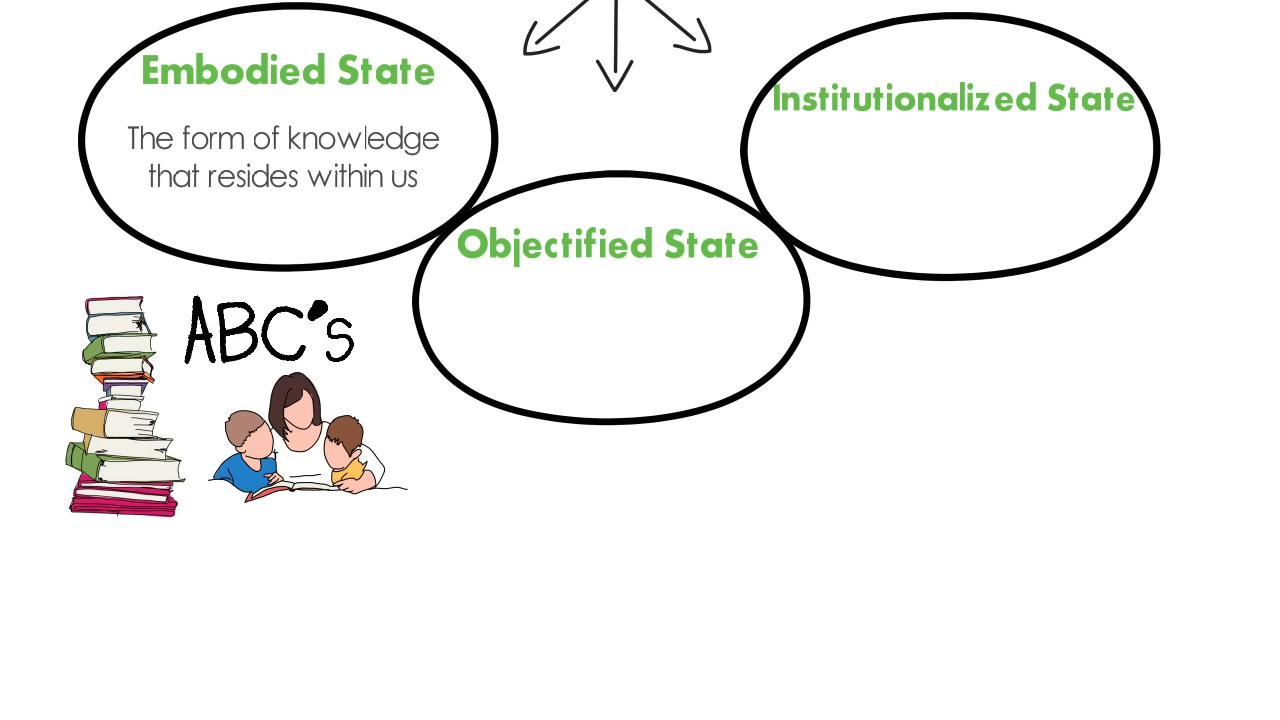 Embodied State
The form of knowledge
that resides within us
Objectified State
Institutionalized State
ABC's